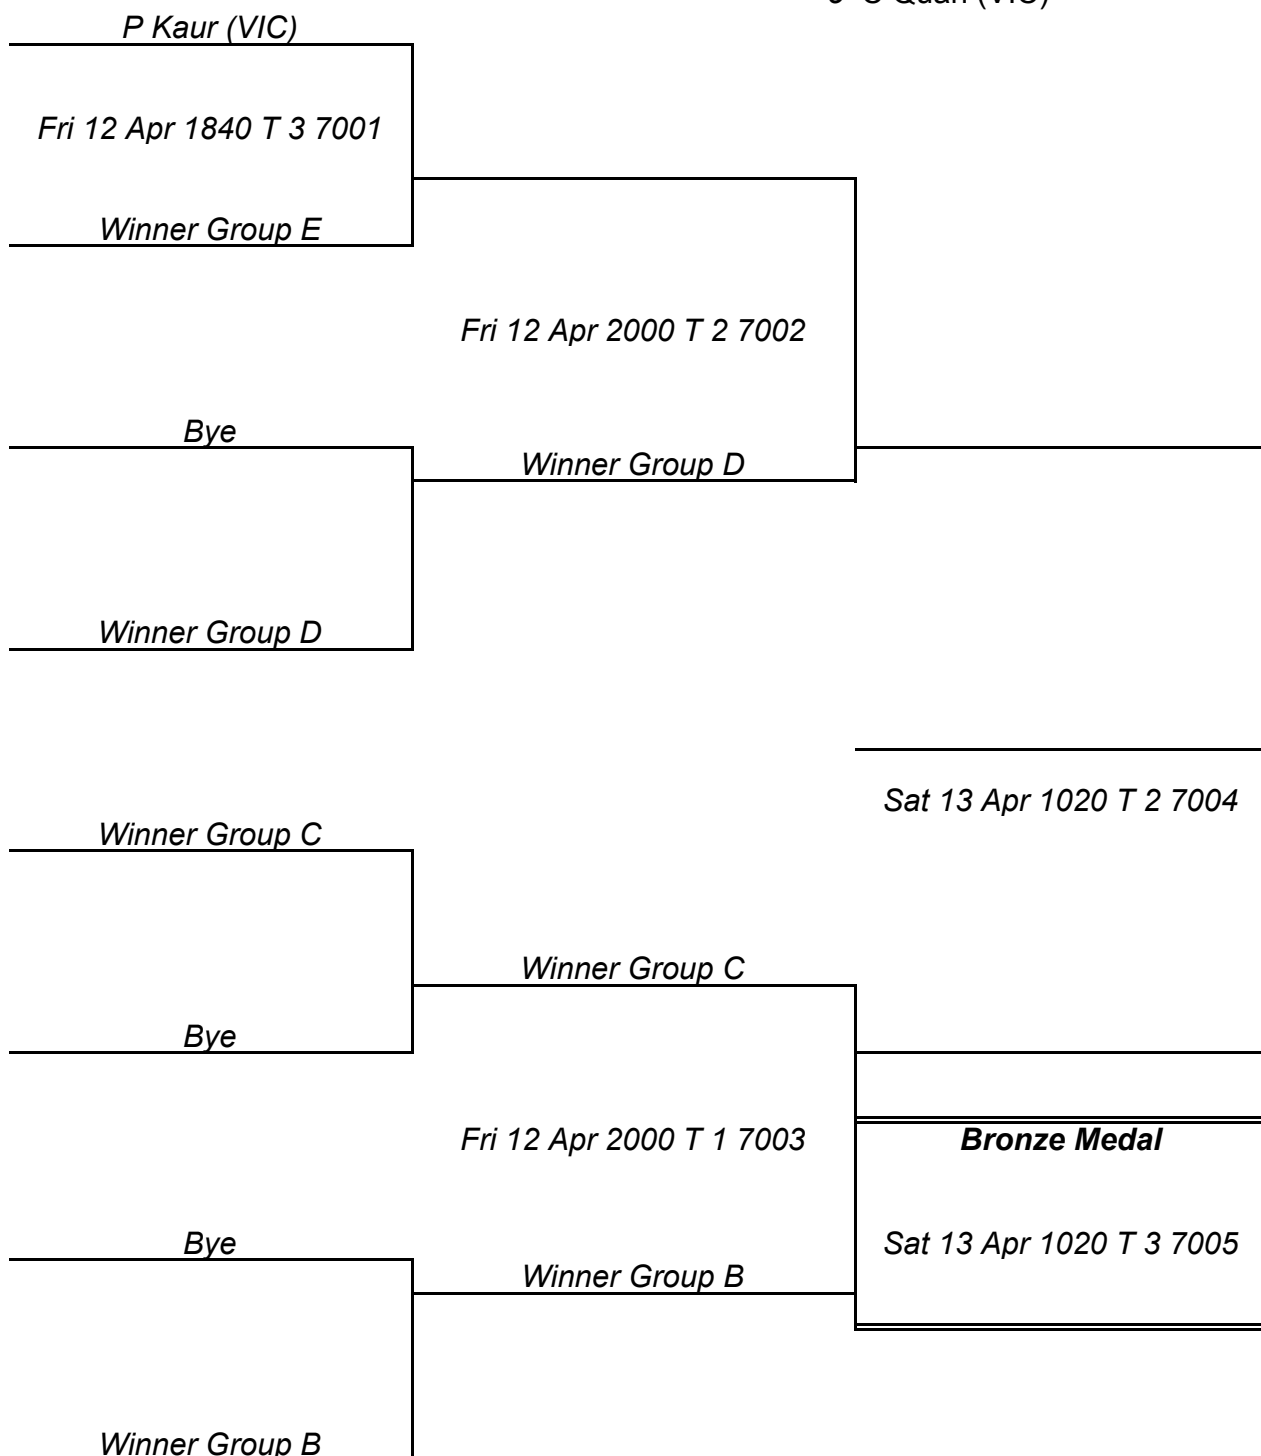 P Kaur (VIC)
Fri 12 Apr 1840 T 3 7001
Winner Group E
Fri 12 Apr 2000 T 2 7002
Bye
Winner Group D
Winner Group D
Sat 13 Apr 1020 T 2 7004
Winner Group C
Winner Group C
Bye
Fri 12 Apr 2000 T 1 7003
Bronze Medal
Bye
Sat 13 Apr 1020 T 3 7005
Winner Group B
Winner Group B